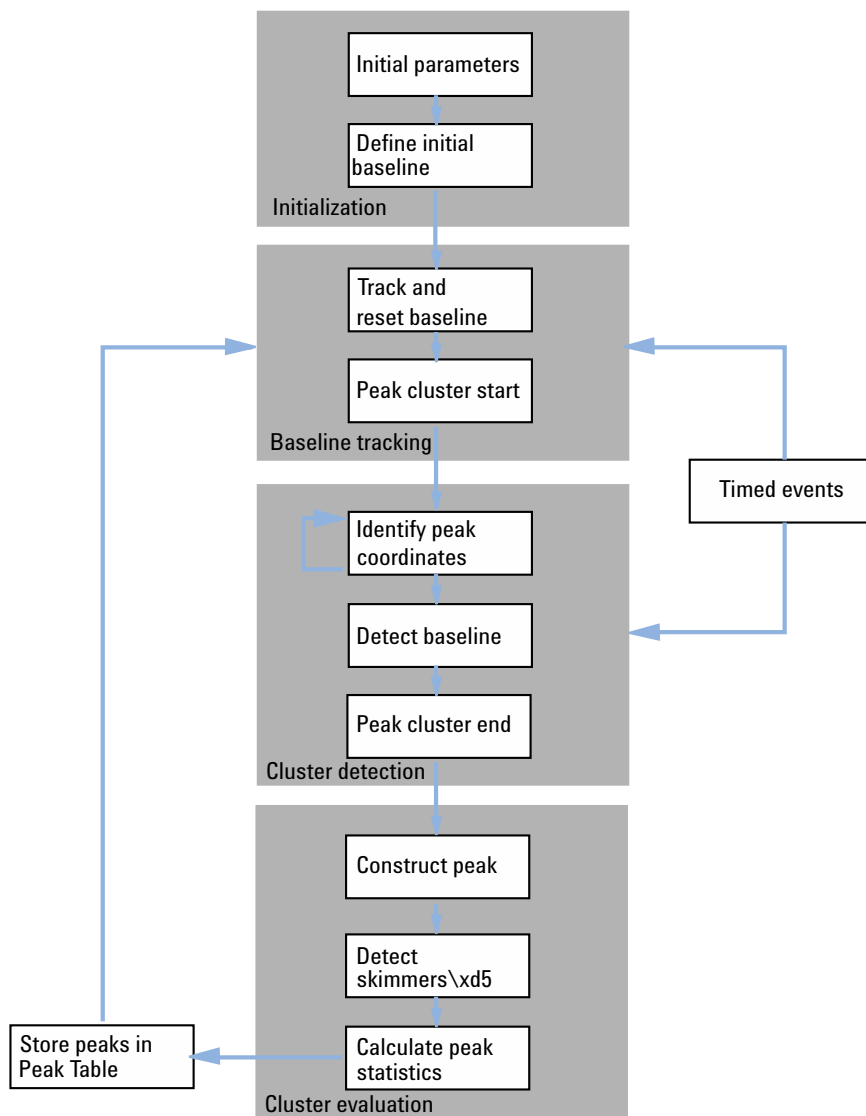 Initial parameters
Define initial
baseline
Initialization
Track and
reset baseline
Peak cluster start
Baseline tracking
Timed events
Identify peak
coordinates
Detect baseline
Peak cluster end
Cluster detection
Construct peak
Detect
skimmers\xd5
Calculate peak
statistics
Store peaks in
Peak Table
Cluster evaluation